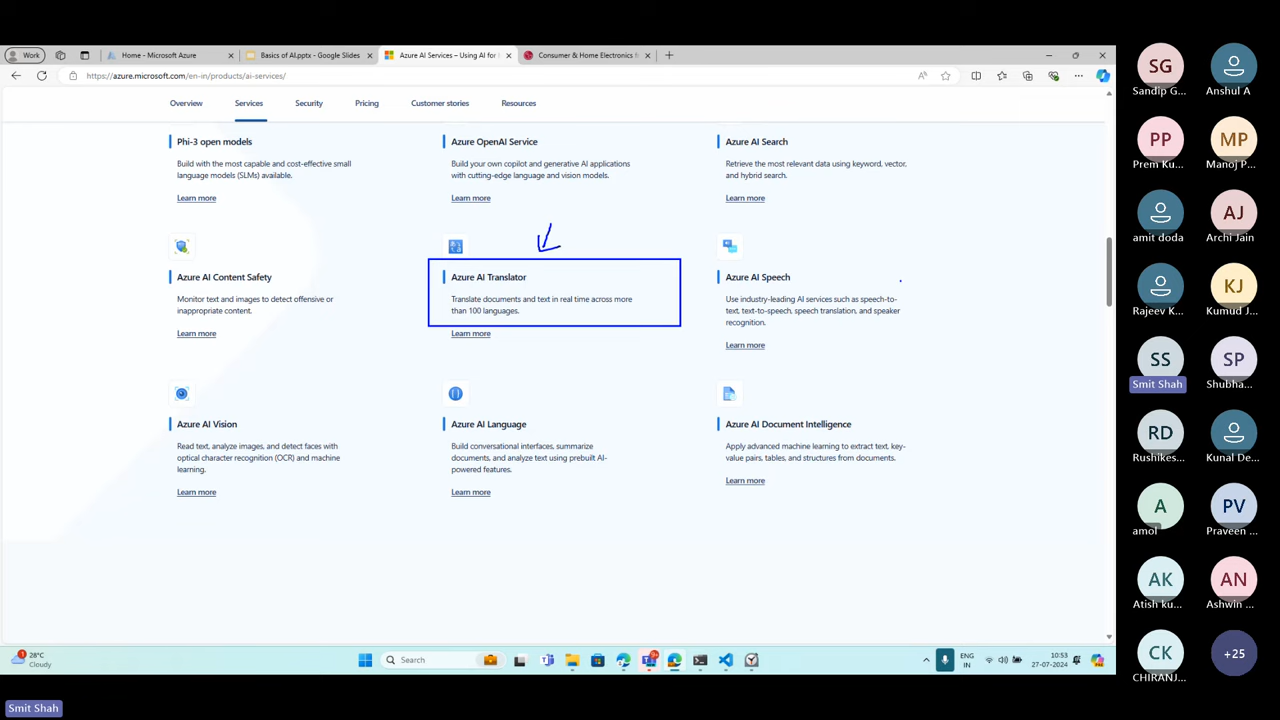 Work
Home - Microsoft Azure
Basics of AI.pptx - Google Slides
Azure AI Services – Using AI for
Consumer & Home Electronics
https://azure.microsoft.com/en-in/products/ai-services/
Overview
Services
Security
Pricing
Customer stories
Resources
Phi-3 open models
Build with the most capable and cost-effective small
language models (SLMs) available.
Learn more
Azure OpenAI Service
Build your own copilot and generative AI applications
with cutting-edge language and vision models.
Learn more
Azure AI Search
Retrieve the most relevant data using keyword, vector,
and hybrid search.
Learn more
Azure AI Content Safety
Monitor text and images to detect offensive or
inappropriate content.
Learn more
Azure AI Translator
Translate documents and text in real time across more
than 100 languages.
Learn more
Azure AI Speech
Use industry-leading AI services such as speech-to-
text, text-to-speech, speech translation, and speaker
recognition.
Learn more
Azure AI Vision
Read text, analyze images, and detect faces with
optical character recognition (OCR) and machine
learning.
Learn more
Azure AI Language
Build conversational interfaces, summarize
documents, and analyze text using prebuilt AI-
powered features.
Learn more
Azure AI Document Intelligence
Apply advanced machine learning to extract text, key-
value pairs, tables, and structures from documents.
Learn more
28°C
Cloudy
Search
ENG
IN
10:53
27-07-2024
SG
Sandip G...
Anshul A
PP
Prem Ku...
MP
Manoj P...
amit doda
AJ
Archi Jain
Rajeev K...
KJ
Kumud J...
SS
Smit Shah
SP
Shubha...
RD
Rushikes...
Kunal De...
A
amol
PV
Praveen ...
AK
Atish ku...
AN
Ashwin ...
CK
CHIRANJ...
+25
Smit Shah